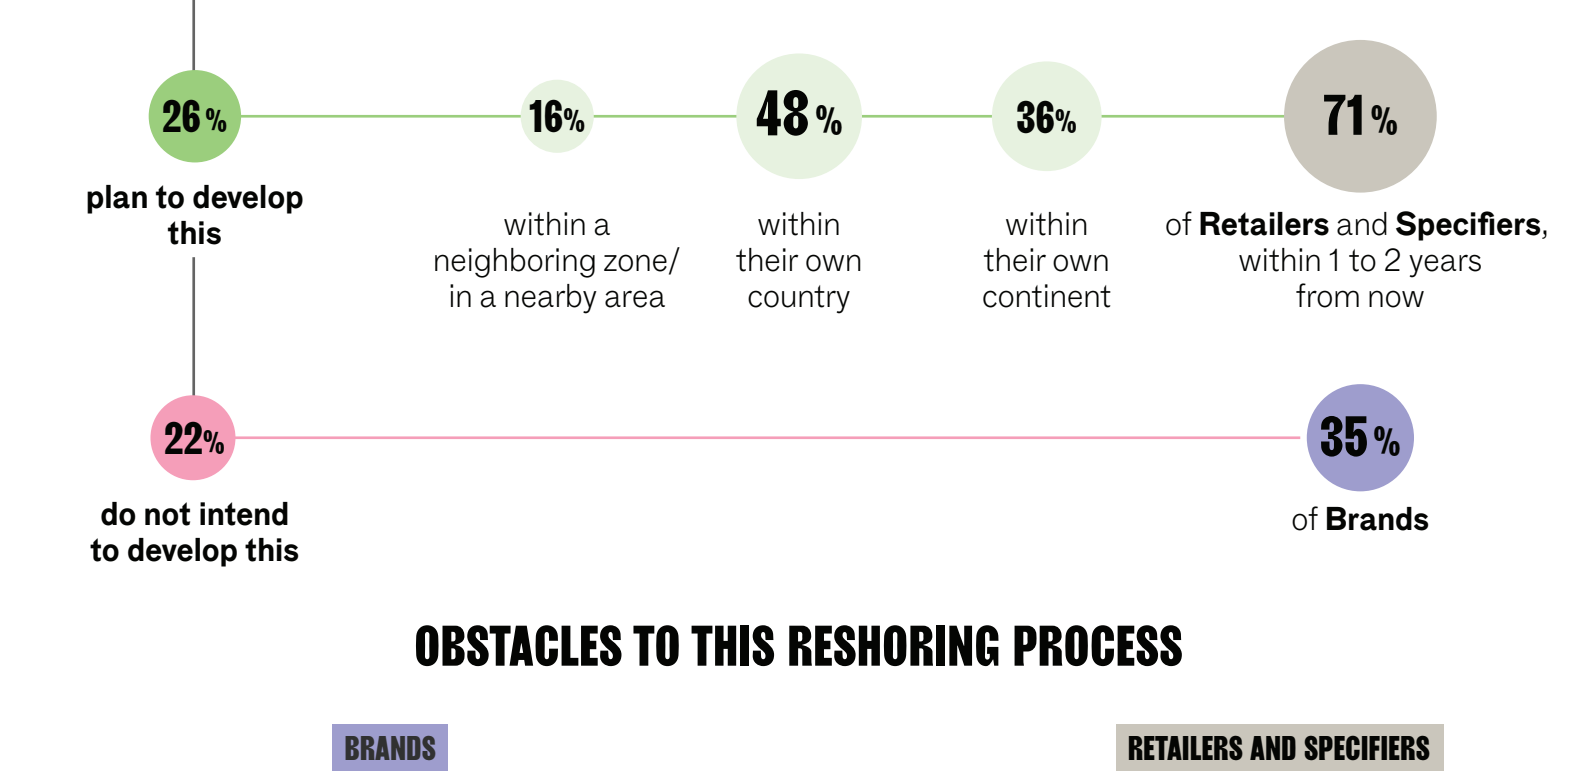 26 %
plan to develop
this
16%
within a
neighboring zone/
in a nearby area
48 %
within
their own
country
36%
within
their own
continent
71 %
of Retailers and Specifiers,
within 1 to 2 years
from now
22%
do not intend
to develop this
35 %
of Brands
OBSTACLES TO THIS RESHORING PROCESS
BRANDS
RETAILERS AND SPECIFIERS